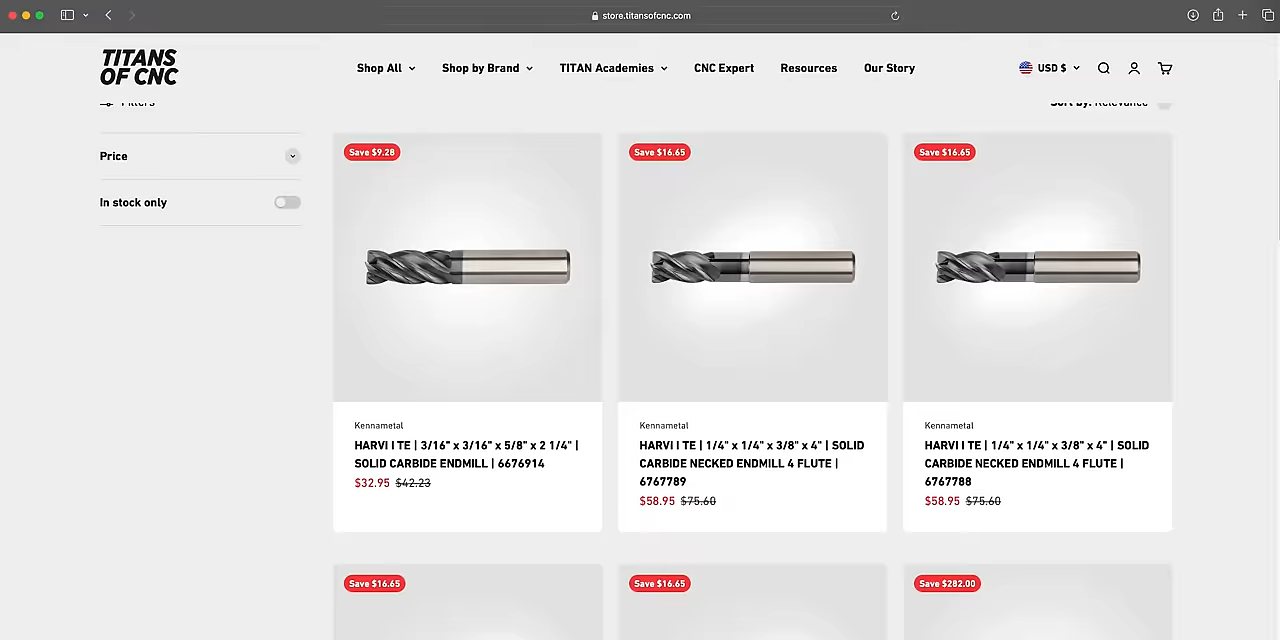 store.titansofcnc.com
TITANS
OF CNC
Shop All
Shop by Brand
TITAN Academies
CNC Expert
Resources
Our Story
USD $
Filters
Sort by: Relevance
Price
In stock only
Save $9.28
Save $16.65
Save $16.65
Kennametal
HARVI I TE | 3/16" x 3/16" x 5/8" x 2 1/4" |
SOLID CARBIDE ENDMILL | 6676914
$32.95 $42.23
Kennametal
HARVI I TE | 1/4" x 1/4" x 3/8" x 4" | SOLID
CARBIDE NECKED ENDMILL 4 FLUTE |
6767789
$58.95 $75.60
Kennametal
HARVI I TE | 1/4" x 1/4" x 3/8" x 4" | SOLID
CARBIDE NECKED ENDMILL 4 FLUTE |
6767788
$58.95 $75.60
Save $16.65
Save $16.65
Save $282.00